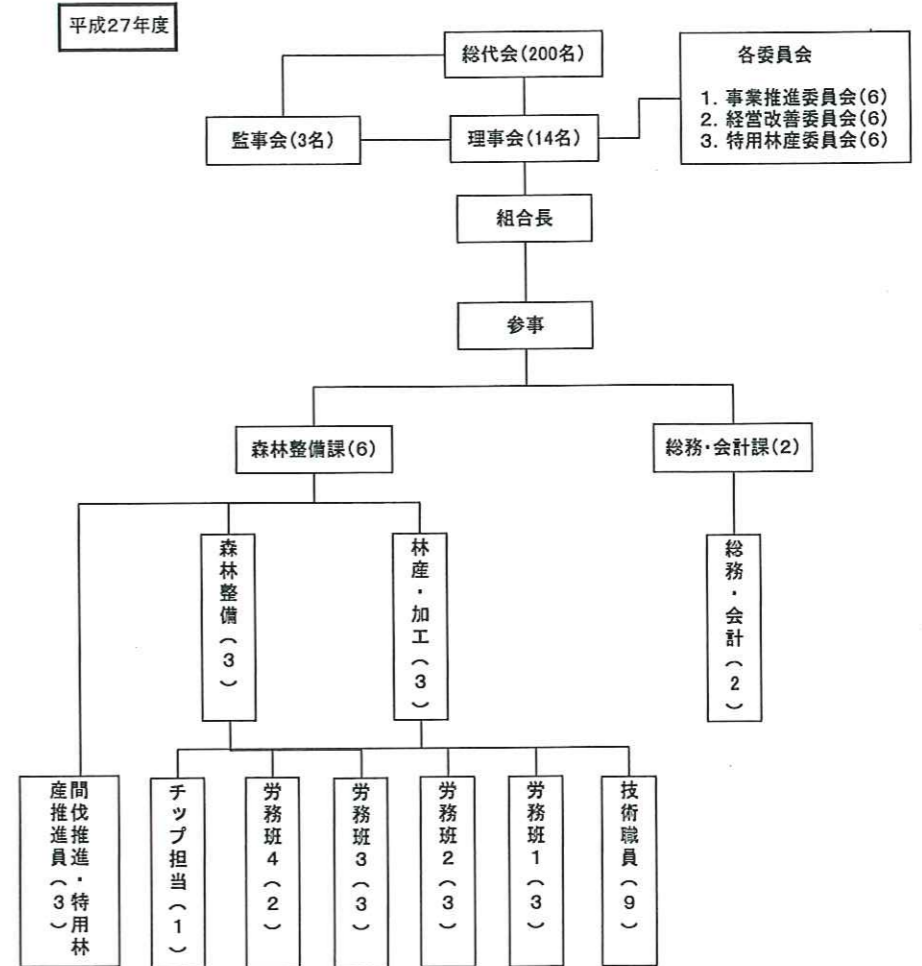 平成27年度
総代会(200名)
各委員会
1. 事業推進委員会(6)
2. 経営改善委員会(6)
3. 特用林産委員会(6)
監事会(3名)
理事会(14名)
組合長
参事
森林整備課(6)
総務・会計課(2)
森林整備(3)
林産・加工(3)
総務・会計(2)
間伐推進・特用林
産推進員(3)
チップ担当(1)
労務班4(2)
労務班3(3)
労務班2(3)
労務班1(3)
技術職員(9)